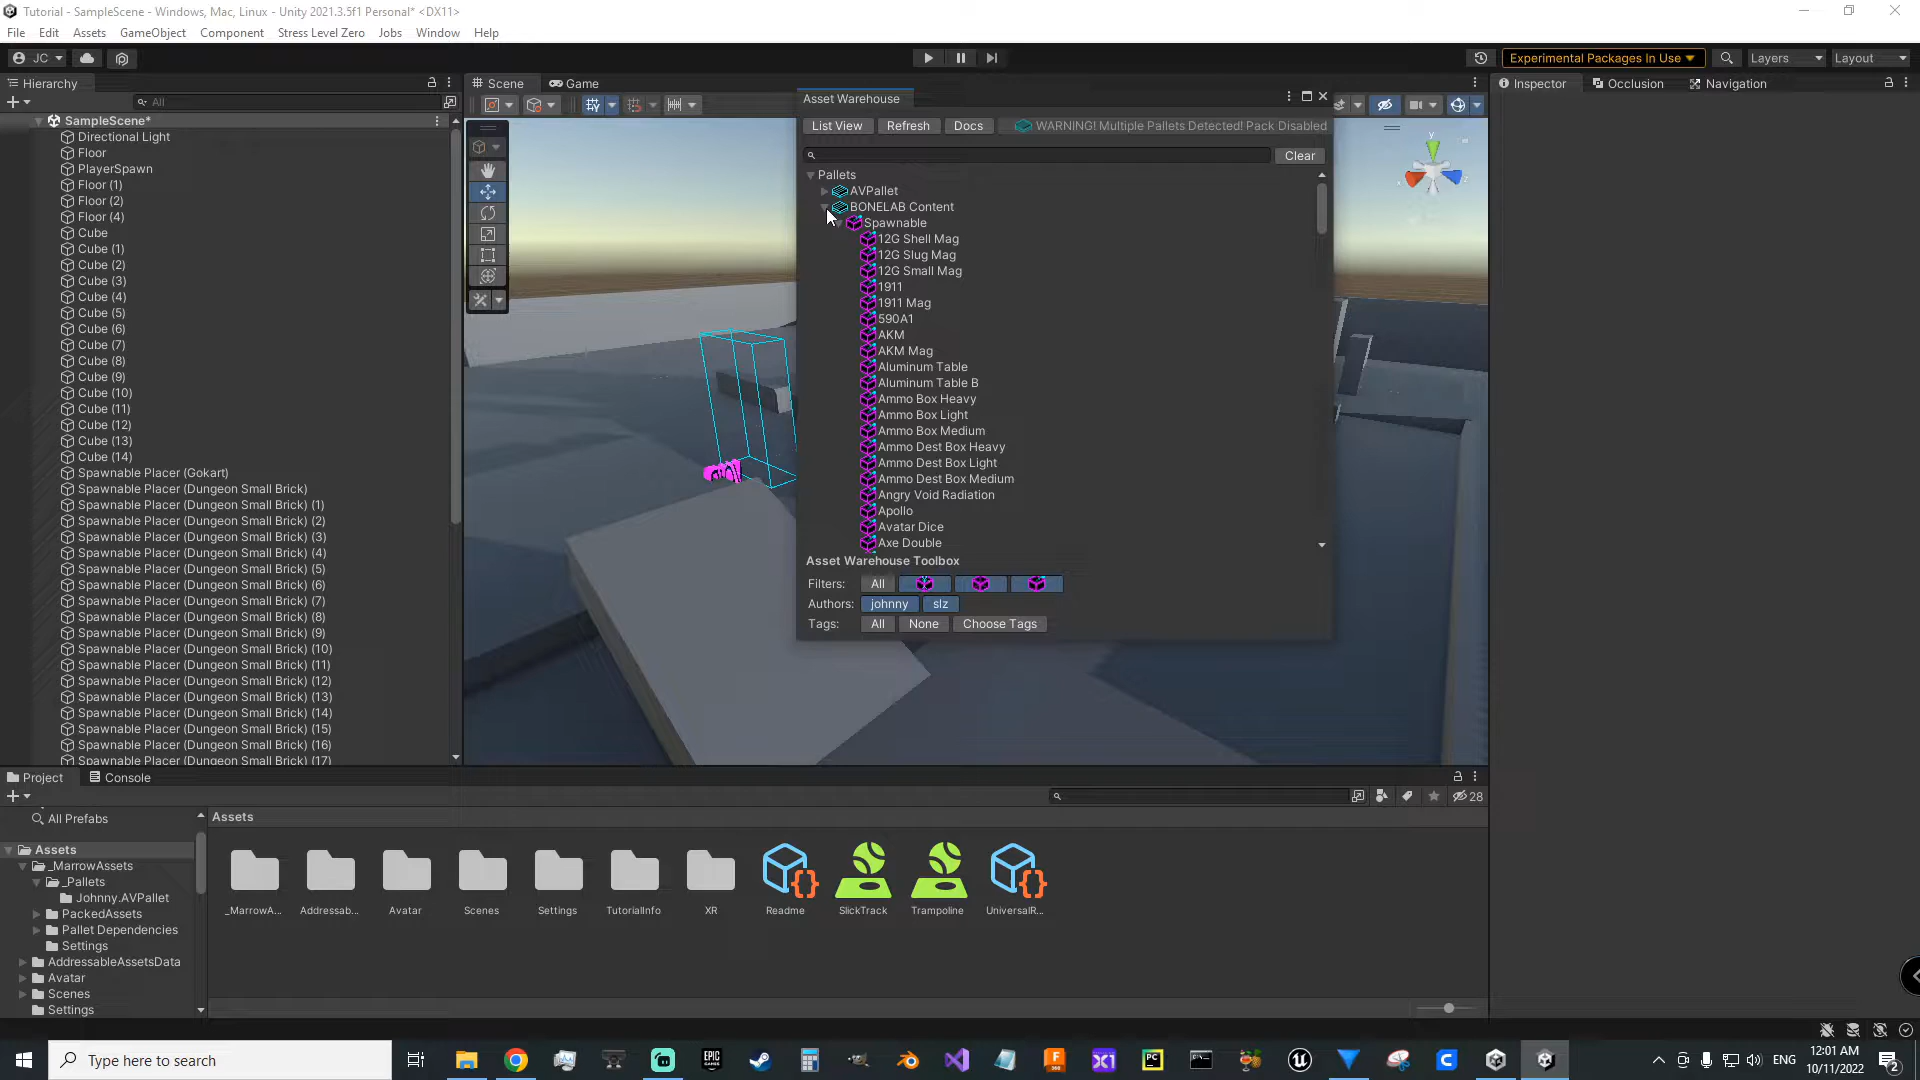 Tutorial - SampleScene - Windows, Mac, Linux - Unity 2021.3.5f1 Personal* <DX11>
File Edit Assets GameObject Component Stress Level Zero Jobs Window Help
JC Experimental Packages In Use Layers Layout
Hierarchy
All
SampleScene*
Directional Light
Floor
PlayerSpawn
Floor (1)
Floor (2)
Floor (4)
Cube
Cube (1)
Cube (2)
Cube (3)
Cube (4)
Cube (5)
Cube (6)
Cube (7)
Cube (8)
Cube (9)
Cube (10)
Cube (11)
Cube (12)
Cube (13)
Cube (14)
Spawnable Placer (Gokart)
Spawnable Placer (Dungeon Small Brick)
Spawnable Placer (Dungeon Small Brick) (1)
Spawnable Placer (Dungeon Small Brick) (2)
Spawnable Placer (Dungeon Small Brick) (3)
Spawnable Placer (Dungeon Small Brick) (4)
Spawnable Placer (Dungeon Small Brick) (5)
Spawnable Placer (Dungeon Small Brick) (6)
Spawnable Placer (Dungeon Small Brick) (7)
Spawnable Placer (Dungeon Small Brick) (8)
Spawnable Placer (Dungeon Small Brick) (9)
Spawnable Placer (Dungeon Small Brick) (10)
Spawnable Placer (Dungeon Small Brick) (11)
Spawnable Placer (Dungeon Small Brick) (12)
Spawnable Placer (Dungeon Small Brick) (13)
Spawnable Placer (Dungeon Small Brick) (14)
Spawnable Placer (Dungeon Small Brick) (15)
Spawnable Placer (Dungeon Small Brick) (16)
Spawnable Placer (Dungeon Small Brick) (17)
Scene Game
Asset Warehouse
List View Refresh Docs WARNING! Multiple Pallets Detected! Pack Disabled
Clear
Pallets
AVPallet
BONELAB Content
Spawnable
12G Shell Mag
12G Slug Mag
12G Small Mag
1911
1911 Mag
590A1
AKM
AKM Mag
Aluminum Table
Aluminum Table B
Ammo Box Heavy
Ammo Box Light
Ammo Box Medium
Ammo Dest Box Heavy
Ammo Dest Box Light
Ammo Dest Box Medium
Angry Void Radiation
Apollo
Avatar Dice
Axe Double
Asset Warehouse Toolbox
Filters: All
Authors: johnny slz
Tags: All None Choose Tags
y
Inspector Occlusion Navigation
Project Console
28
All Prefabs
Assets
_MarrowAssets
_Pallets
Johnny.AVPallet
PackedAssets
Pallet Dependencies
Settings
AddressableAssetsData
Avatar
Scenes
Settings
Assets
_MarrowA... Addressab... Avatar Scenes Settings TutorialInfo XR Readme SlickTrack Trampoline UniversalR...
Type here to search
EPIC GAMES
PC
ENG
12:01 AM
10/11/2022
2